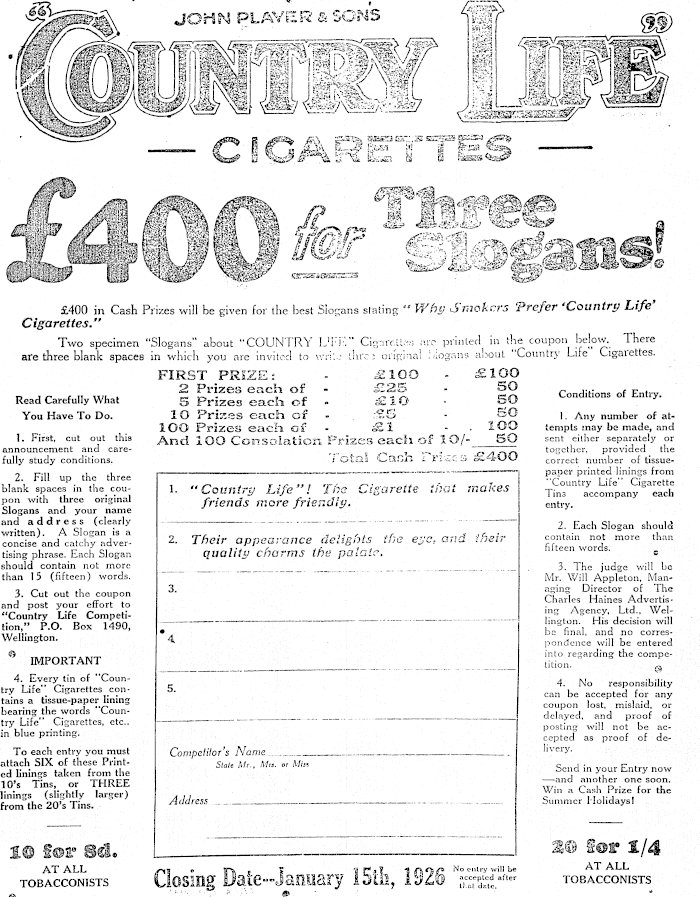 JOHN PLAYER & SON'S
"COUNTRY LIFE"
— CIGARETTES —
£400 for Three Slogans!
£400 in Cash Prizes will be given for the best Slogans stating "Why Smokers Prefer 'Country Life'
Cigarettes."
Two specimen "Slogans" about "COUNTRY LIFE" Cigarettes are printed in the coupon below. There
are three blank spaces in which you are invited to write three original Slogans about "Country Life" Cigarettes.
Read Carefully What
You Have To Do.
1. First, cut out this
announcement and care-
fully study conditions.
2. Fill up the three
blank spaces in the cou-
pon with three original
Slogans and your name
and address (clearly
written). A Slogan is a
concise and catchy adver-
tising phrase. Each Slogan
should contain not more
than 15 (fifteen) words.
3. Cut out the coupon
and post your effort to
"Country Life Competi-
tion," P.O. Box 1490,
Wellington.
IMPORTANT
4. Every tin of "Coun-
try Life" Cigarettes con-
tains a tissue-paper lining
bearing the words "Coun-
try Life" Cigarettes, etc.,
in blue printing.
To each entry you must
attach SIX of these Print-
ed linings taken from the
10's Tins, or THREE
linings (slightly larger)
from the 20's Tins.
10 for 8d.
AT ALL
TOBACCONISTS
FIRST PRIZE: - £100 - £100
2 Prizes each of - £25 - 50
5 Prizes each of - £10 - 50
10 Prizes each of - £5 - 50
100 Prizes each of - £1 - 100
And 100 Consolation Prizes each of 10/- 50
Total Cash Prizes £400
1. "Country Life"! The Cigarette that makes
friends more friendly.
2. Their appearance delights the eye, and their
quality charms the palate.
3.
4.
5.
Competitor's Name
State Mr., Mrs. or Miss
Address
Closing Date--January 15th, 1926
No entry will be
accepted after
that date.
Conditions of Entry.
1. Any number of at-
tempts may be made, and
sent either separately or
together, provided the
correct number of tissue-
paper printed linings from
"Country Life" Cigarette
Tins accompany each
entry.
2. Each Slogan should
contain not more than
fifteen words.
3. The judge will be
Mr. Will Appleton, Man-
aging Director of The
Charles Haines Advertis-
ing Agency, Ltd., Wel-
lington. His decision will
be final, and no corres-
pondence will be entered
into regarding the compe-
tition.
4. No responsibility
can be accepted for any
coupon lost, mislaid, or
delayed, and proof of
posting will not be ac-
cepted as proof of de-
livery.
Send in your Entry now
—and another one soon.
Win a Cash Prize for the
Summer Holidays!
20 for 1/4
AT ALL
TOBACCONISTS